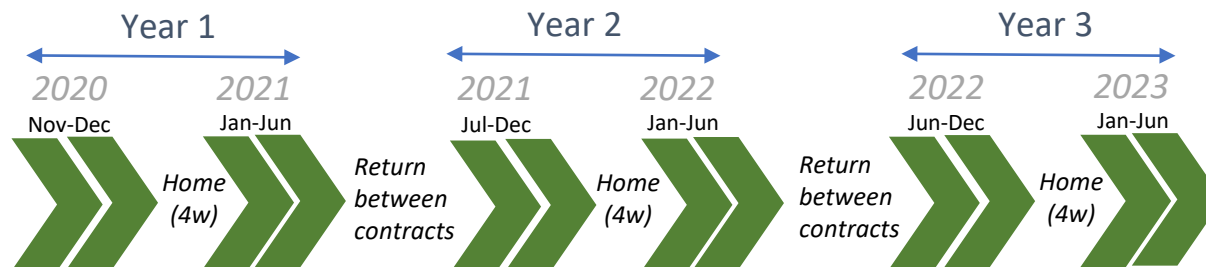 Year 1
Year 2
Year 3
2020
2021
2021
2022
2022
2023
Nov-Dec
Jan-Jun
Jul-Dec
Jan-Jun
Jun-Dec
Jan-Jun
Home
(4w)
Return
between
contracts
Home
(4w)
Return
between
contracts
Home
(4w)